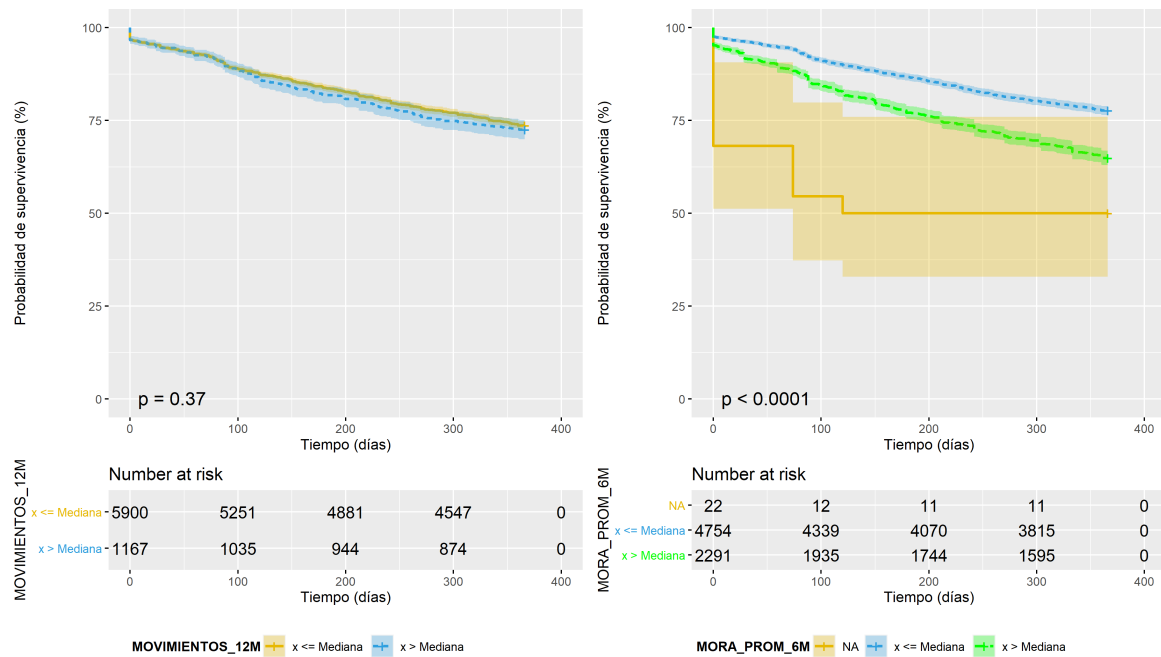 Probabilidad de supervivencia (%)
100
75
50
25
0
p = 0.37
0 100 200 300 400
Tiempo (días)
Number at risk
MOVIMIENTOS_12M
x <= Mediana 5900 5251 4881 4547 0
x > Mediana 1167 1035 944 874 0
0 100 200 300 400
Tiempo (días)
MOVIMIENTOS_12M x <= Mediana x > Mediana
Probabilidad de supervivencia (%)
100
75
50
25
0
p < 0.0001
0 100 200 300 400
Tiempo (días)
Number at risk
MORA_PROM_6M
NA 22 12 11 11 0
x <= Mediana 4754 4339 4070 3815 0
x > Mediana 2291 1935 1744 1595 0
0 100 200 300 400
Tiempo (días)
MORA_PROM_6M NA x <= Mediana x > Mediana